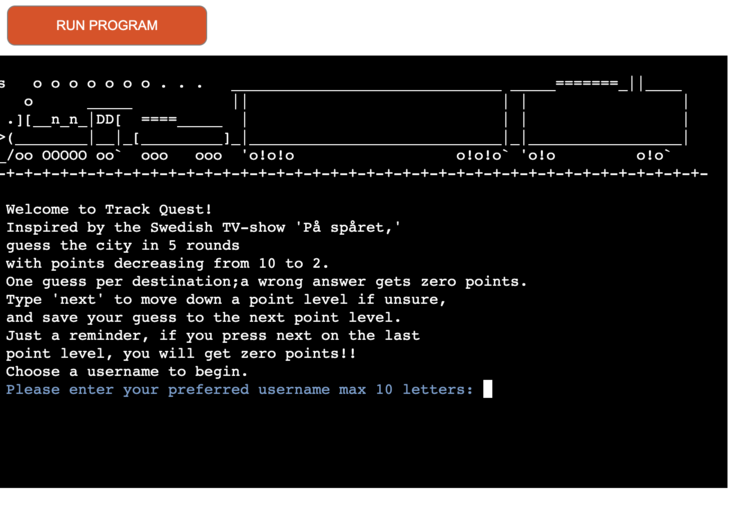 RUN PROGRAM
Welcome to Track Quest!
Inspired by the Swedish TV-show 'På spåret,'
guess the city in 5 rounds
with points decreasing from 10 to 2.
One guess per destination;a wrong answer gets zero points.
Type 'next' to move down a point level if unsure,
and save your guess to the next point level.
Just a reminder, if you press next on the last
point level, you will get zero points!!
Choose a username to begin.
Please enter your preferred username max 10 letters: